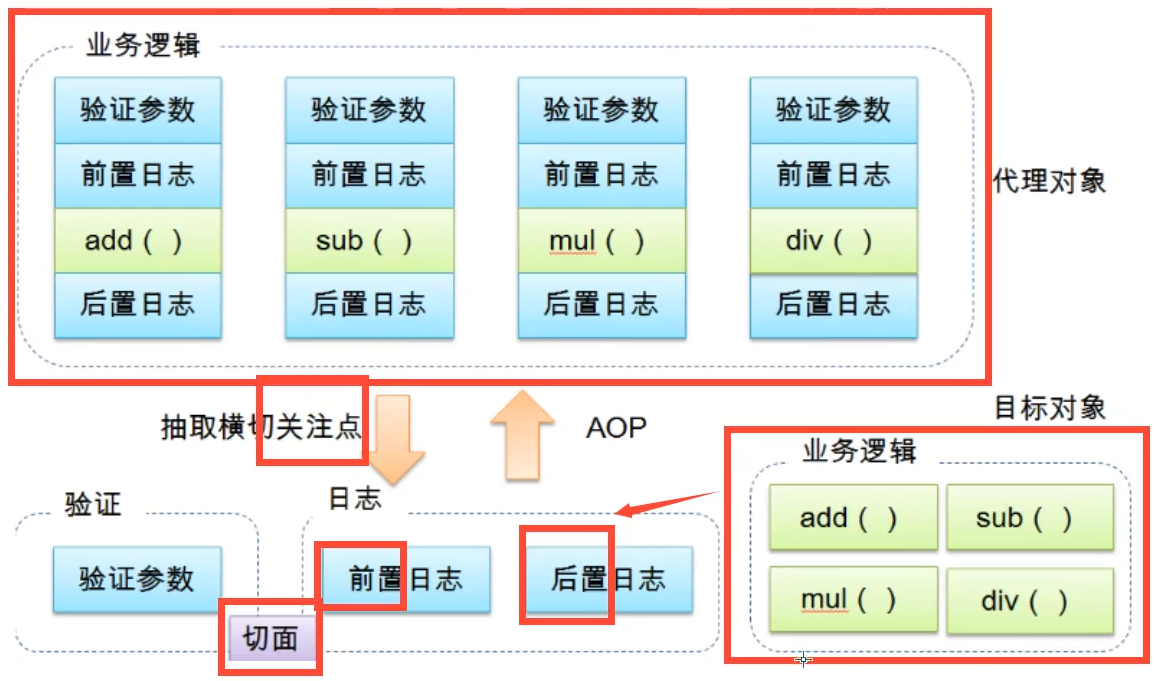 业务逻辑
验证参数 验证参数 验证参数 验证参数
前置日志 前置日志 前置日志 前置日志
add ( ) sub ( ) mul ( ) div ( )
后置日志 后置日志 后置日志 后置日志
代理对象
抽取横切关注点
AOP
目标对象
业务逻辑
add ( ) sub ( )
mul ( ) div ( )
验证
日志
验证参数 前置日志 后置日志
切面